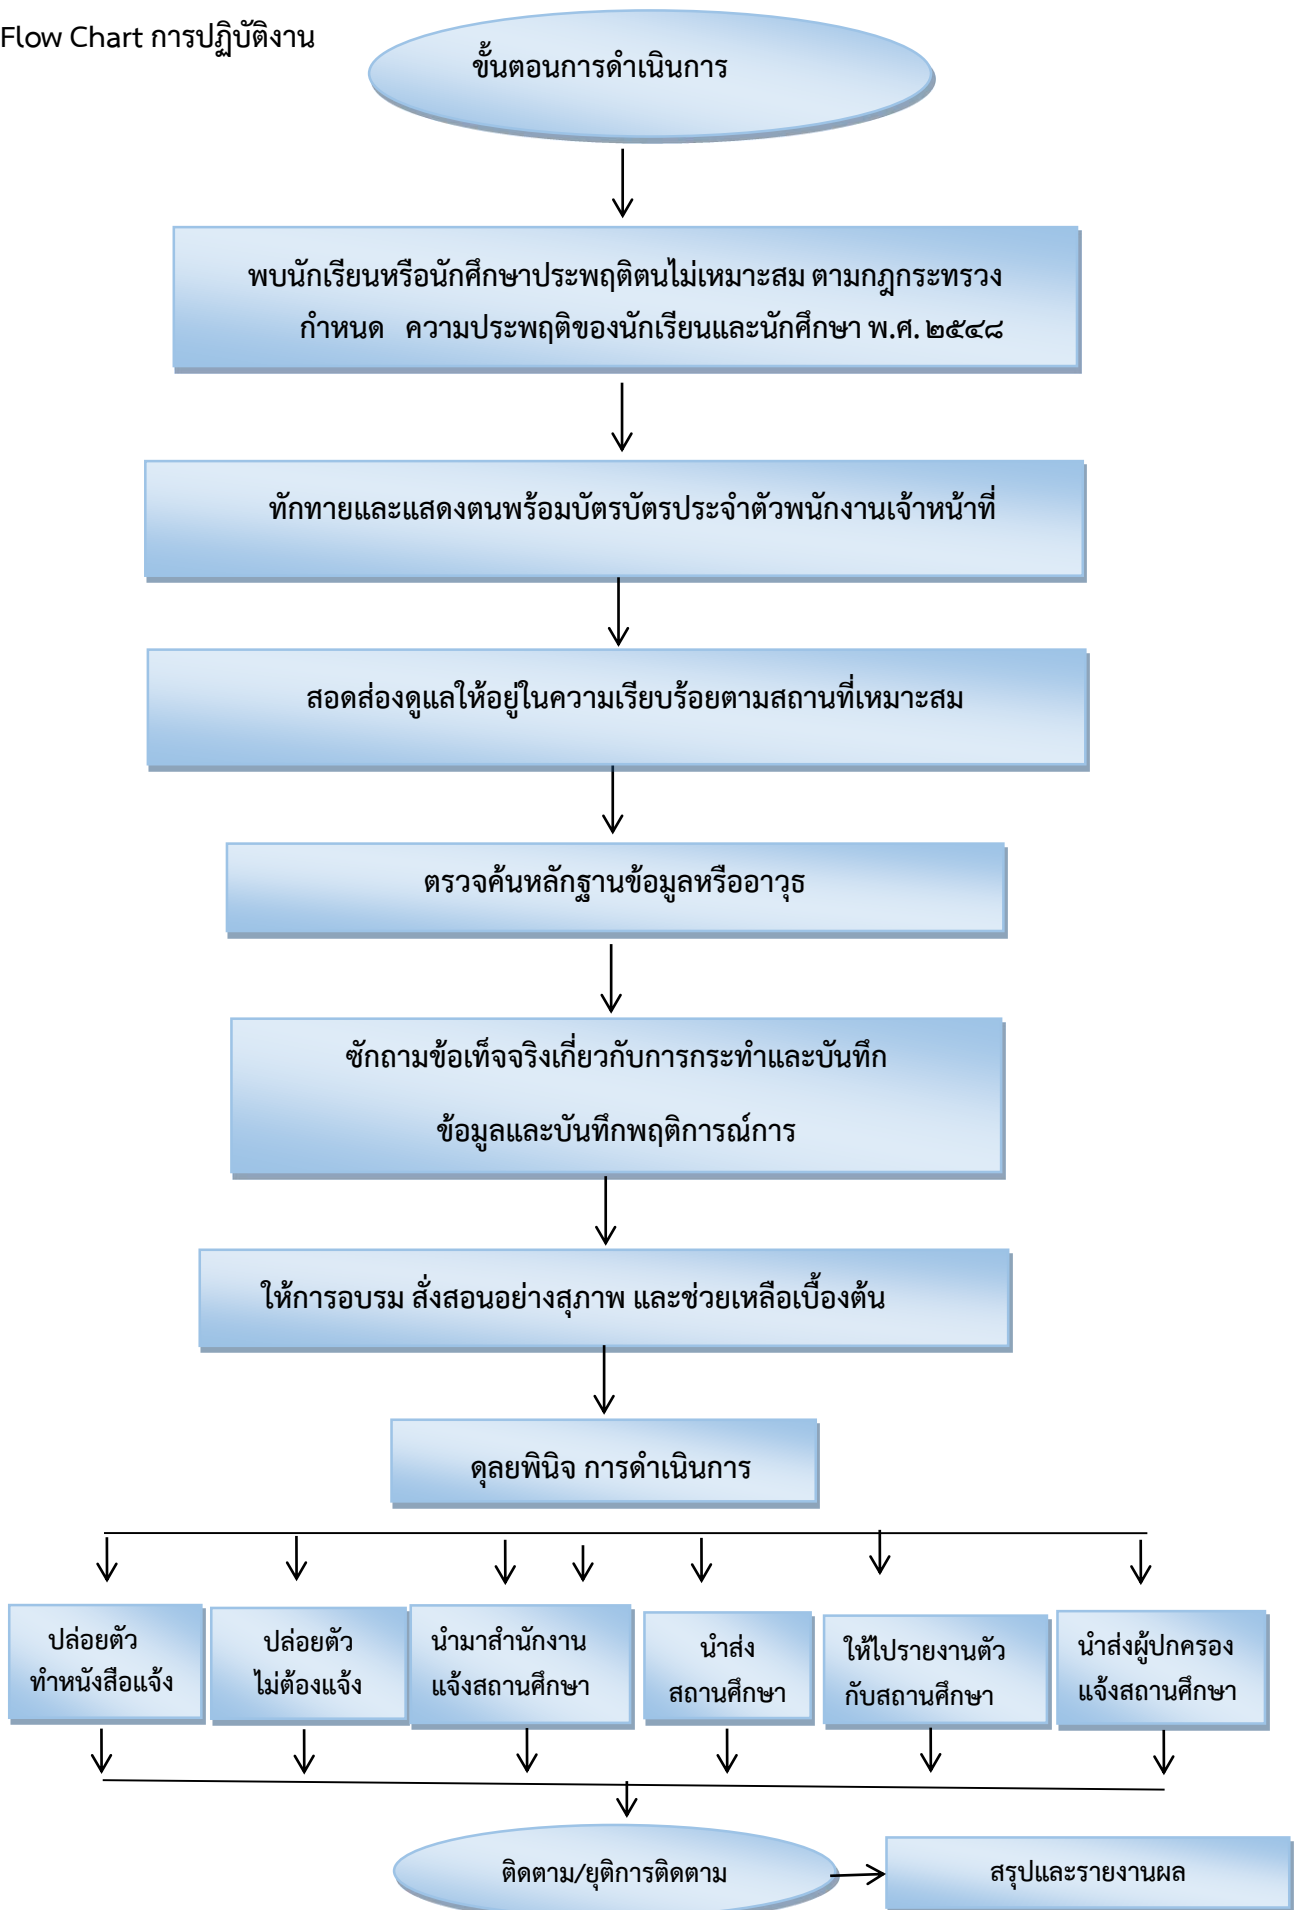 Flow Chart การปฏิบัติงาน
ขั้นตอนการดำเนินการ
พบนักเรียนหรือนักศึกษาประพฤติตนไม่เหมาะสม ตามกฎกระทรวง
กำหนด ความประพฤติของนักเรียนและนักศึกษา พ.ศ. ๒๕๔๘
ทักทายและแสดงตนพร้อมบัตรบัตรประจำตัวพนักงานเจ้าหน้าที่
สอดส่องดูแลให้อยู่ในความเรียบร้อยตามสถานที่เหมาะสม
ตรวจค้นหลักฐานข้อมูลหรืออาวุธ
ซักถามข้อเท็จจริงเกี่ยวกับการกระทำและบันทึก
ข้อมูลและบันทึกพฤติการณ์การ
ให้การอบรม สั่งสอนอย่างสุภาพ และช่วยเหลือเบื้องต้น
ดุลยพินิจ การดำเนินการ
ปล่อยตัว
ทำหนังสือแจ้ง
ปล่อยตัว
ไม่ต้องแจ้ง
นำมาสำนักงาน
แจ้งสถานศึกษา
นำส่ง
สถานศึกษา
ให้ไปรายงานตัว
กับสถานศึกษา
นำส่งผู้ปกครอง
แจ้งสถานศึกษา
ติดตาม/ยุติการติดตาม
สรุปและรายงานผล